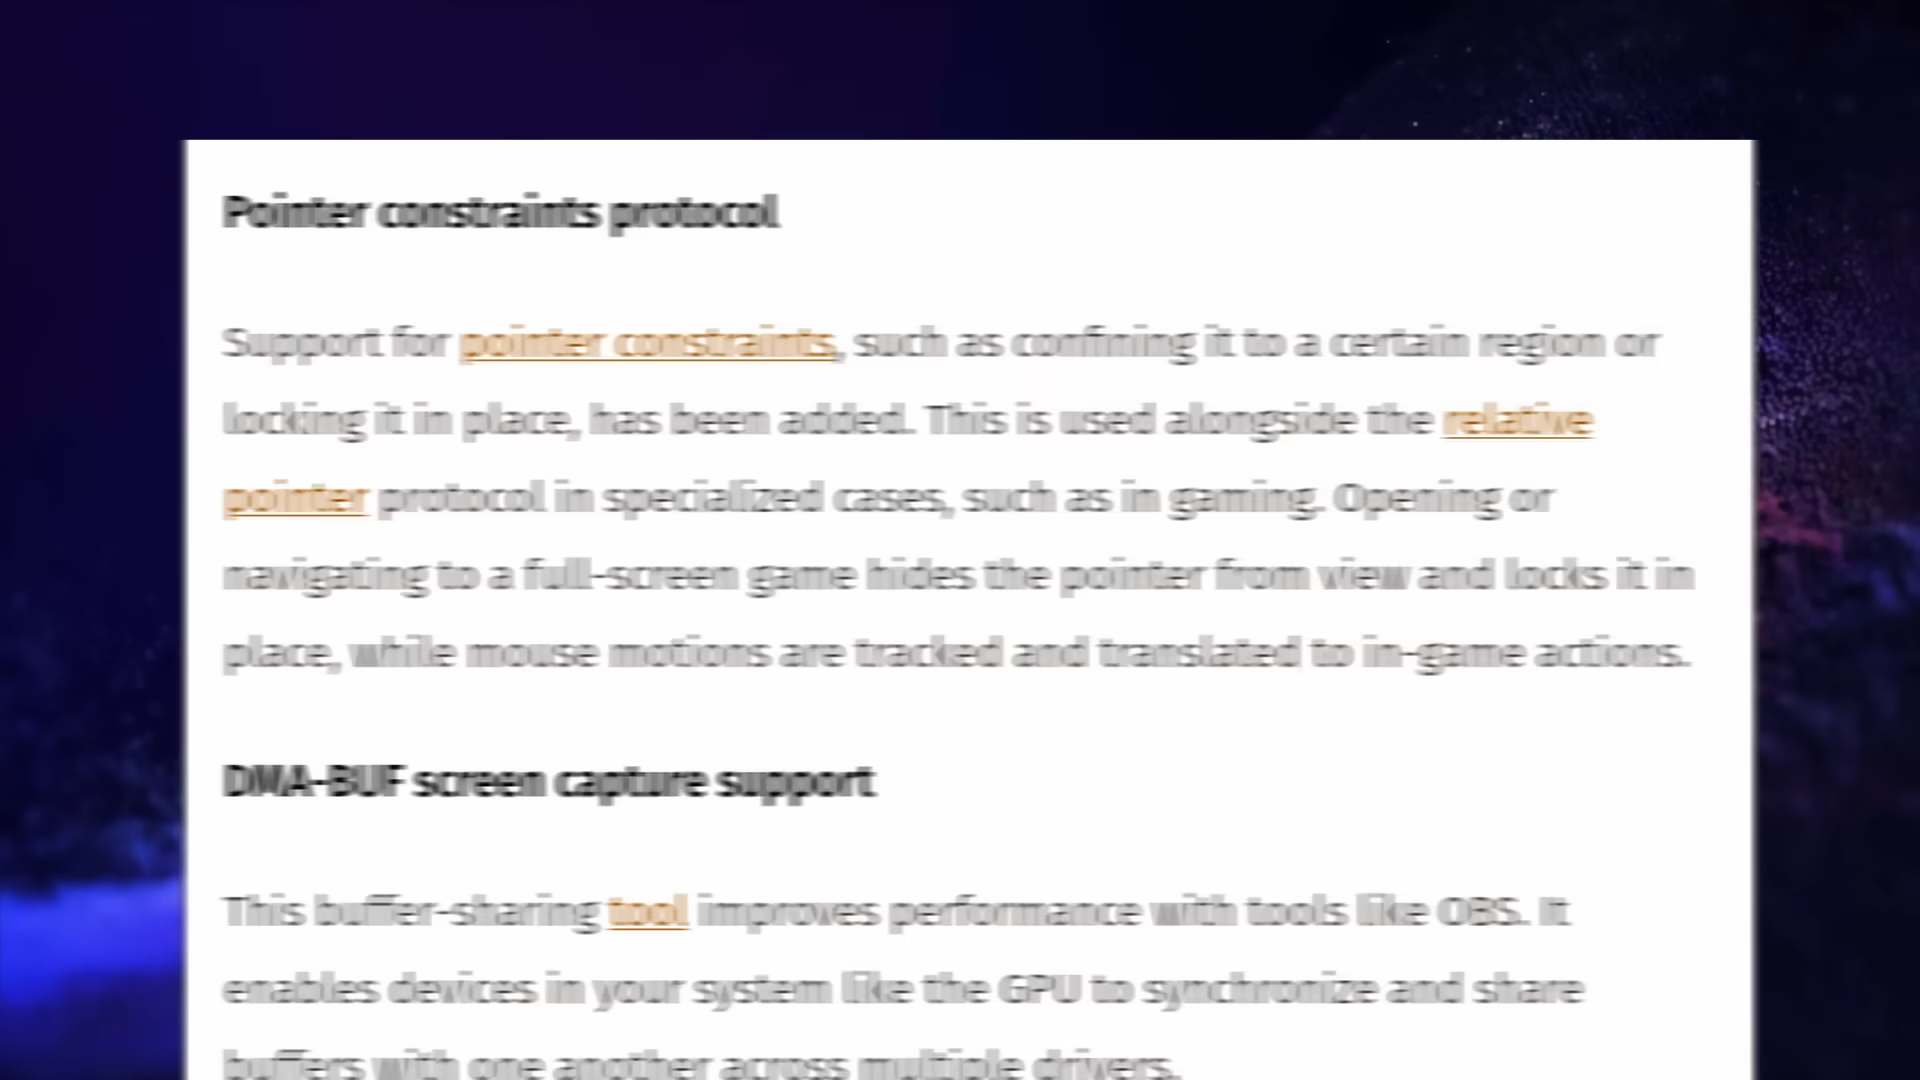 Pointer constraints protocol
Support for pointer constraints, such as confining it to a certain region or
locking it in place, has been added. This is used alongside the relative
pointer protocol in specialized cases, such as in gaming. Opening or
navigating to a full-screen game hides the pointer from view and locks it in
place, while mouse motions are tracked and translated to in-game actions.
DMA-BUF screen capture support
This buffer-sharing tool improves performance with tools like OBS. It
enables devices in your system like the GPU to synchronize and share
buffers with one another across multiple drivers.